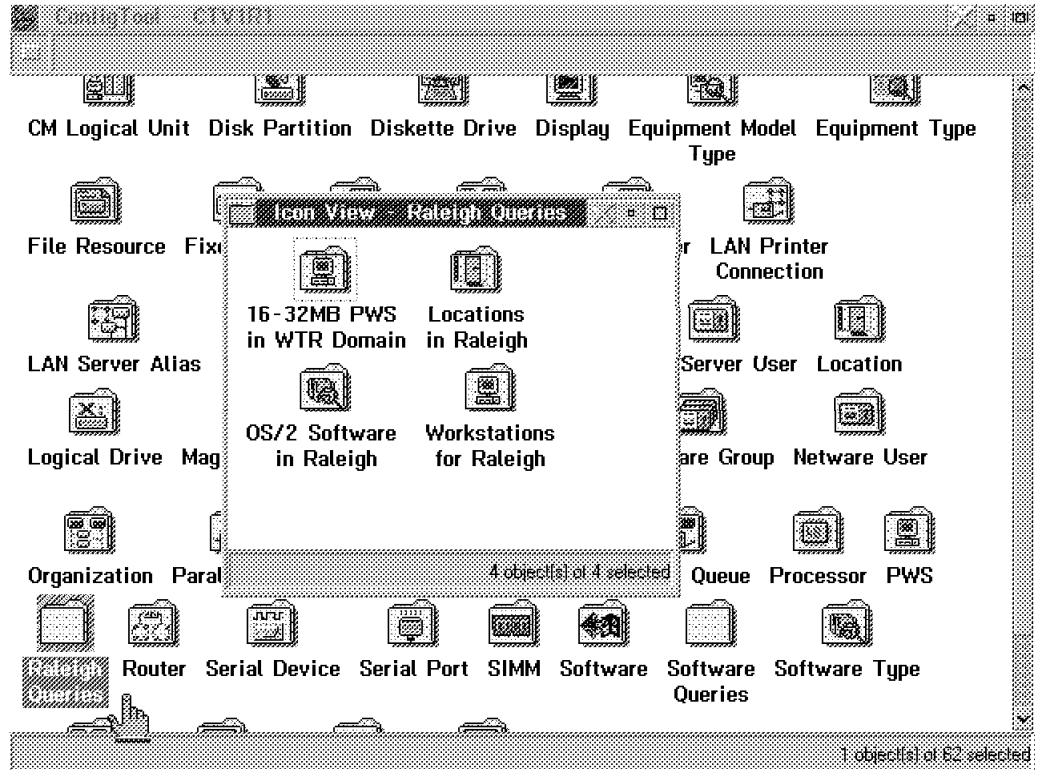 ConfigTool - CTV1R1
CM Logical Unit Disk Partition Diskette Drive Display Equipment Model Type Equipment Type
File Resource
LAN Printer Connection
Icon View - Raleigh Queries
16-32MB PWS in WTR Domain
Locations in Raleigh
OS/2 Software in Raleigh
Workstations for Raleigh
4 object[s] of 4 selected
LAN Server Alias Server User Location
Logical Drive Group Netware User
Organization Queue Processor PWS
Raleigh Queries Router Serial Device Serial Port SIMM Software Software Queries Software Type
1 object[s] of 62 selected